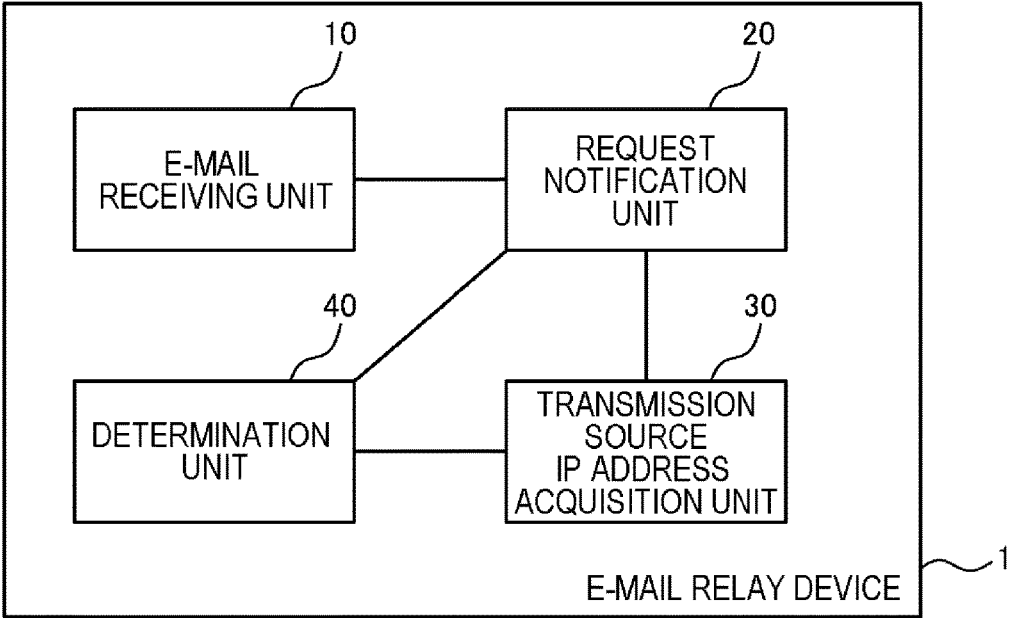 10
20
E-MAIL
RECEIVING UNIT
REQUEST
NOTIFICATION
UNIT
40
30
DETERMINATION
UNIT
TRANSMISSION
SOURCE
IP ADDRESS
ACQUISITION UNIT
1
E-MAIL RELAY DEVICE